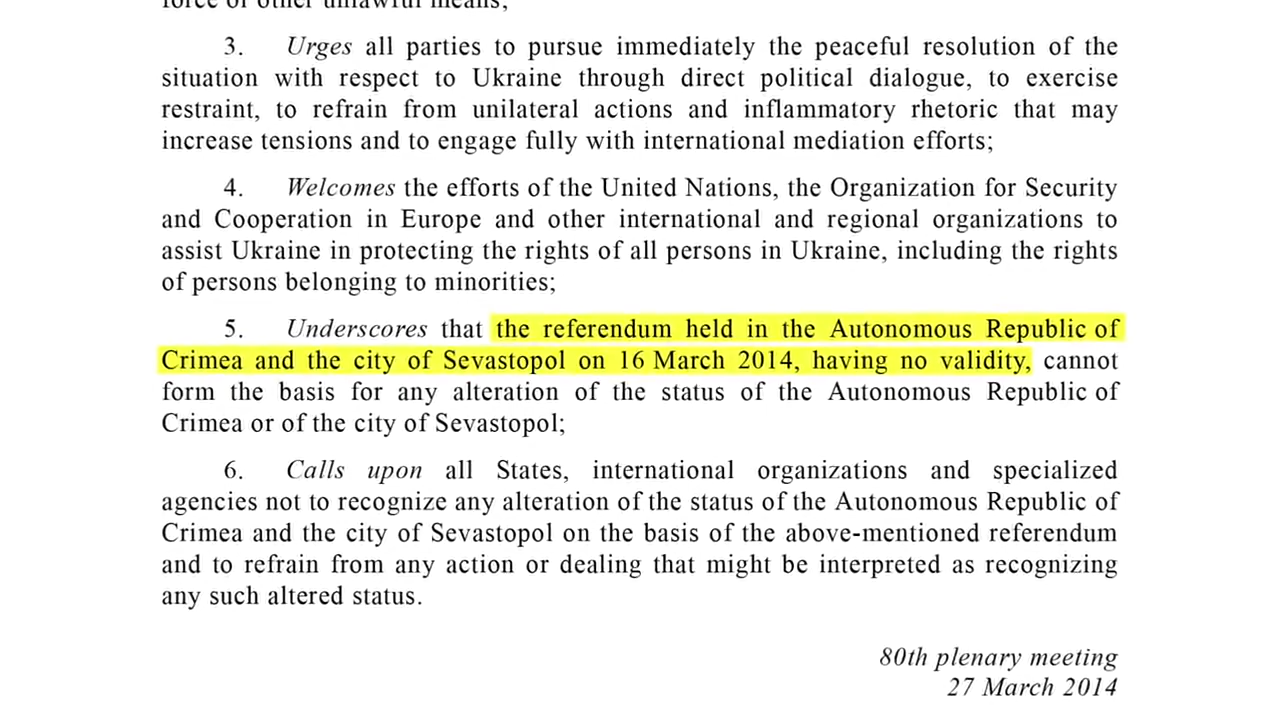 force or other unlawful means;
3. Urges all parties to pursue immediately the peaceful resolution of the
situation with respect to Ukraine through direct political dialogue, to exercise
restraint, to refrain from unilateral actions and inflammatory rhetoric that may
increase tensions and to engage fully with international mediation efforts;
4. Welcomes the efforts of the United Nations, the Organization for Security
and Cooperation in Europe and other international and regional organizations to
assist Ukraine in protecting the rights of all persons in Ukraine, including the rights
of persons belonging to minorities;
5. Underscores that the referendum held in the Autonomous Republic of
Crimea and the city of Sevastopol on 16 March 2014, having no validity, cannot
form the basis for any alteration of the status of the Autonomous Republic of
Crimea or of the city of Sevastopol;
6. Calls upon all States, international organizations and specialized
agencies not to recognize any alteration of the status of the Autonomous Republic of
Crimea and the city of Sevastopol on the basis of the above-mentioned referendum
and to refrain from any action or dealing that might be interpreted as recognizing
any such altered status.
80th plenary meeting
27 March 2014